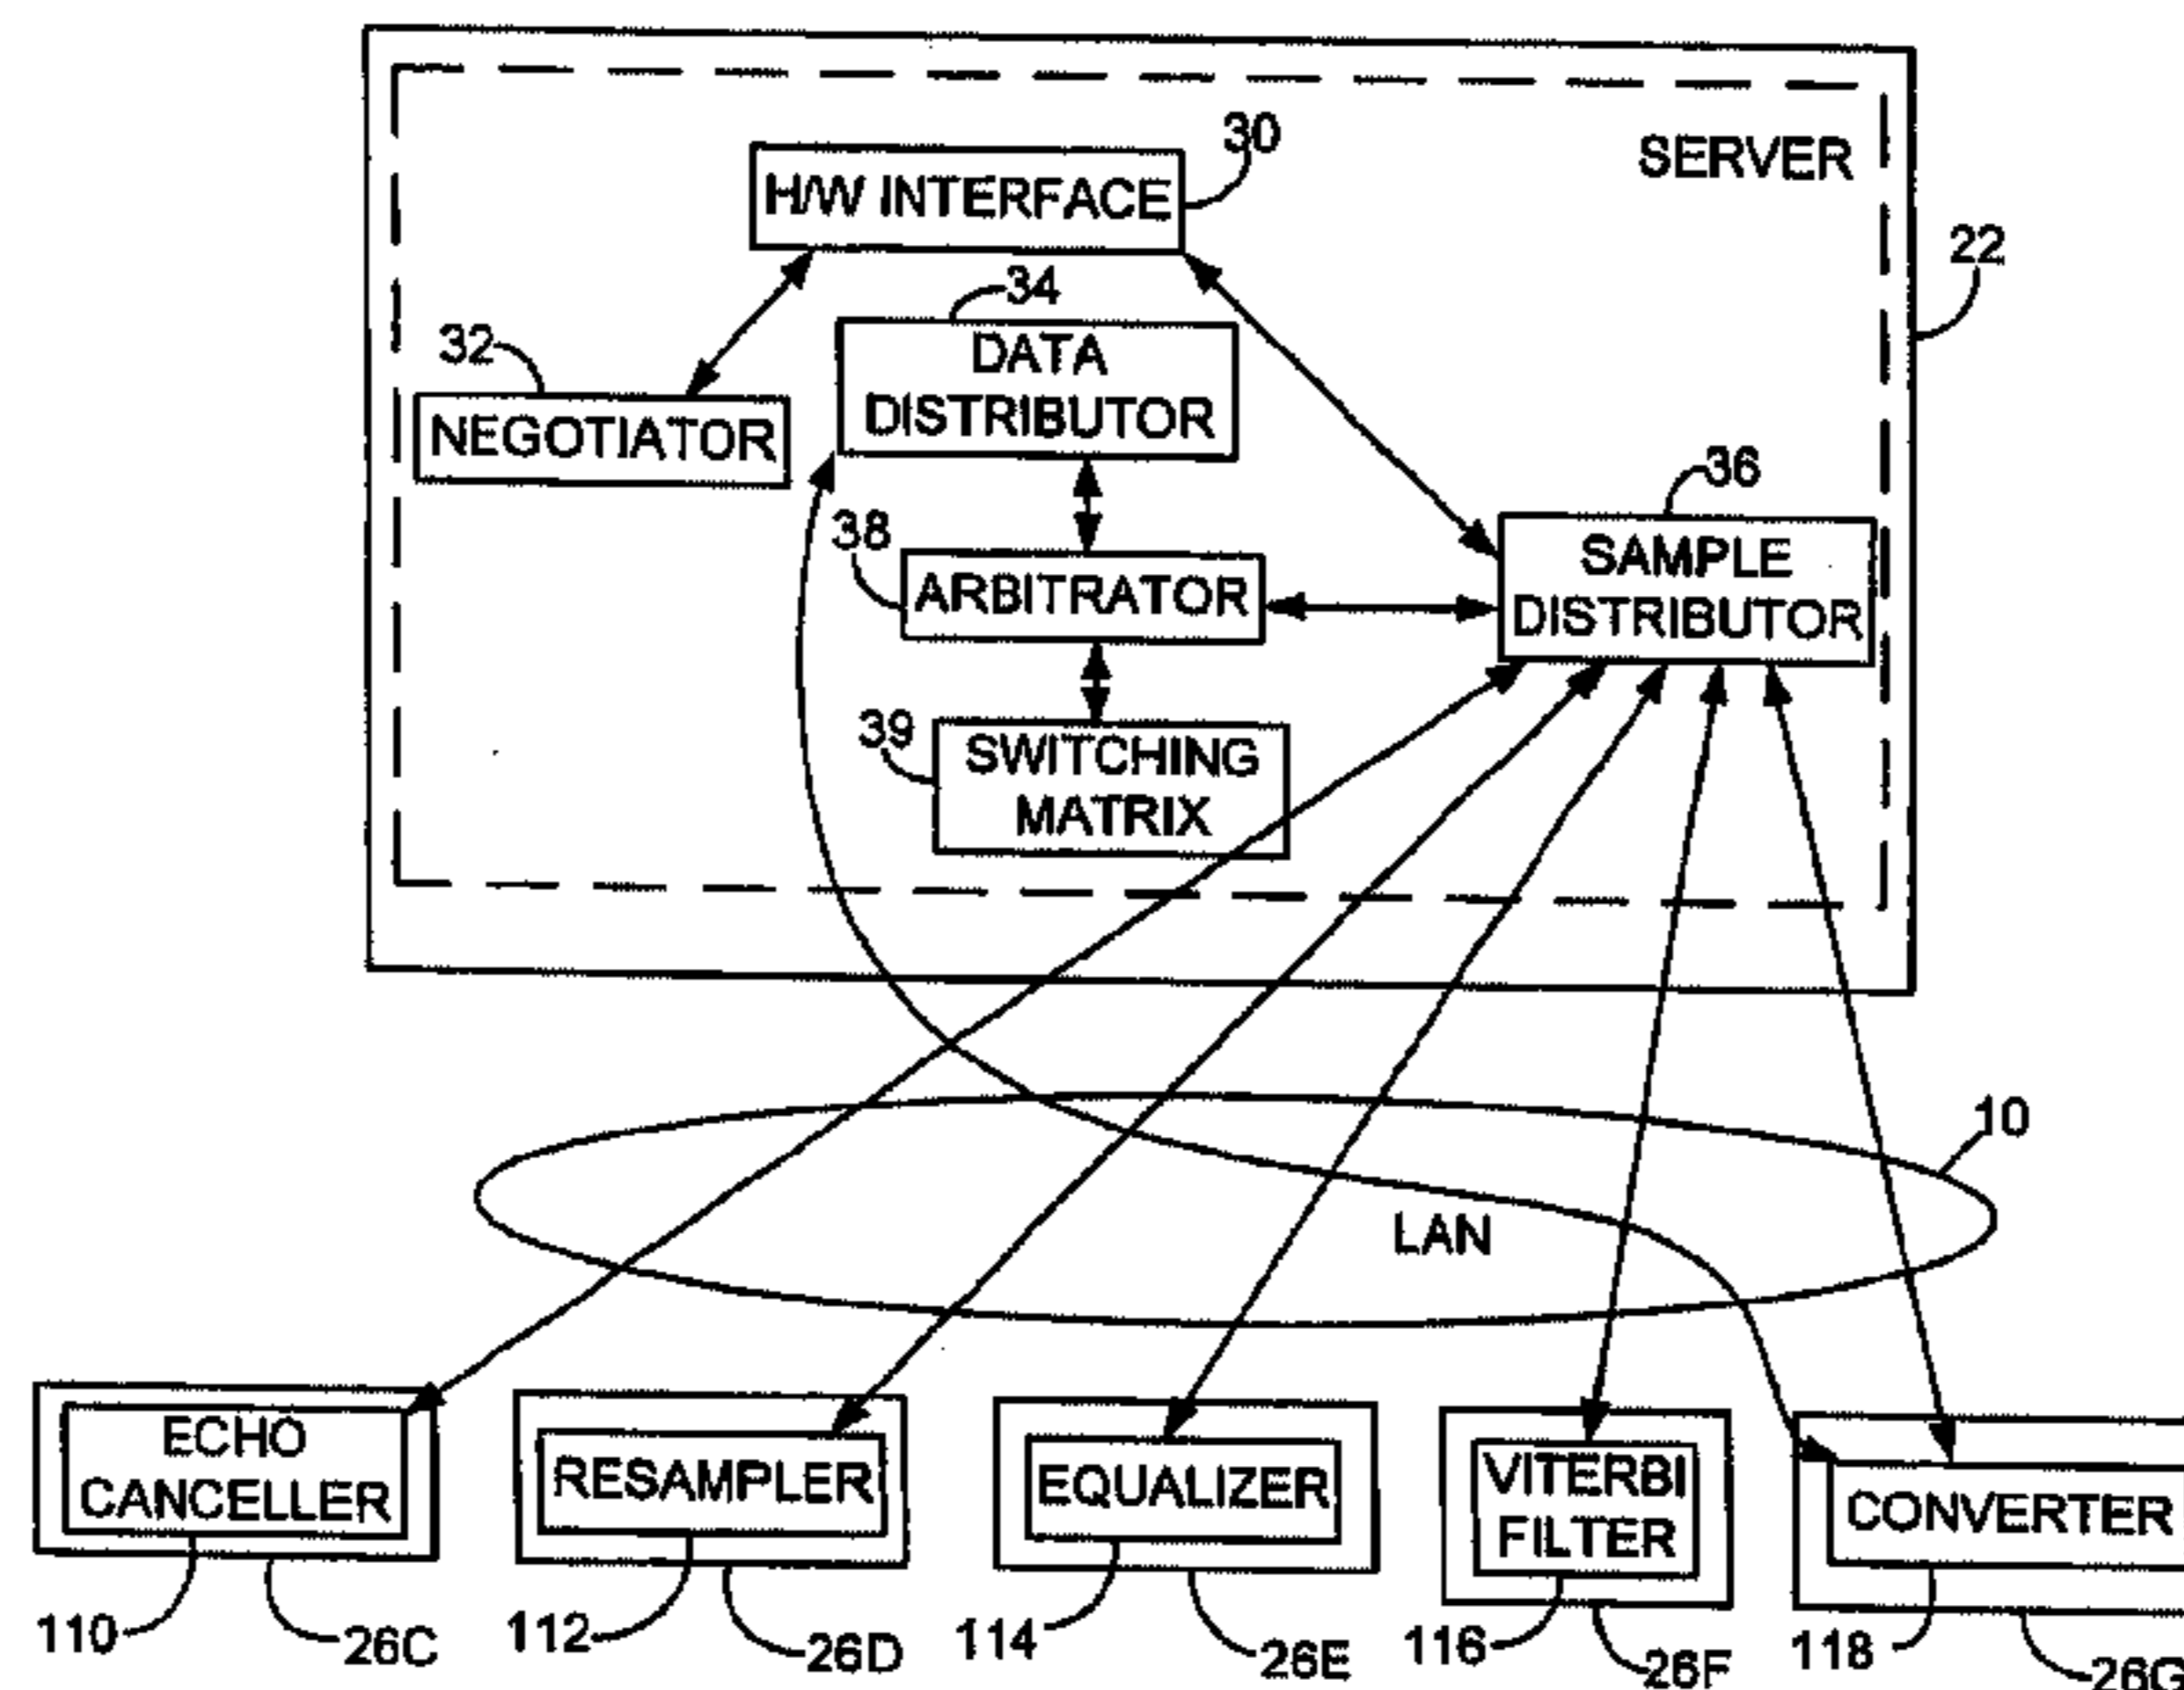 30
SERVER
H/W INTERFACE
22
34
32
DATA
DISTRIBUTOR
NEGOTIATOR
36
38
SAMPLE
DISTRIBUTOR
ARBITRATOR
39
SWITCHING
MATRIX
10
LAN
ECHO
CANCELLER
RESAMPLER
EQUALIZER
VITERBI
FILTER
CONVERTER
110
26C
112
26D
114
26E
116
26F
118
26G